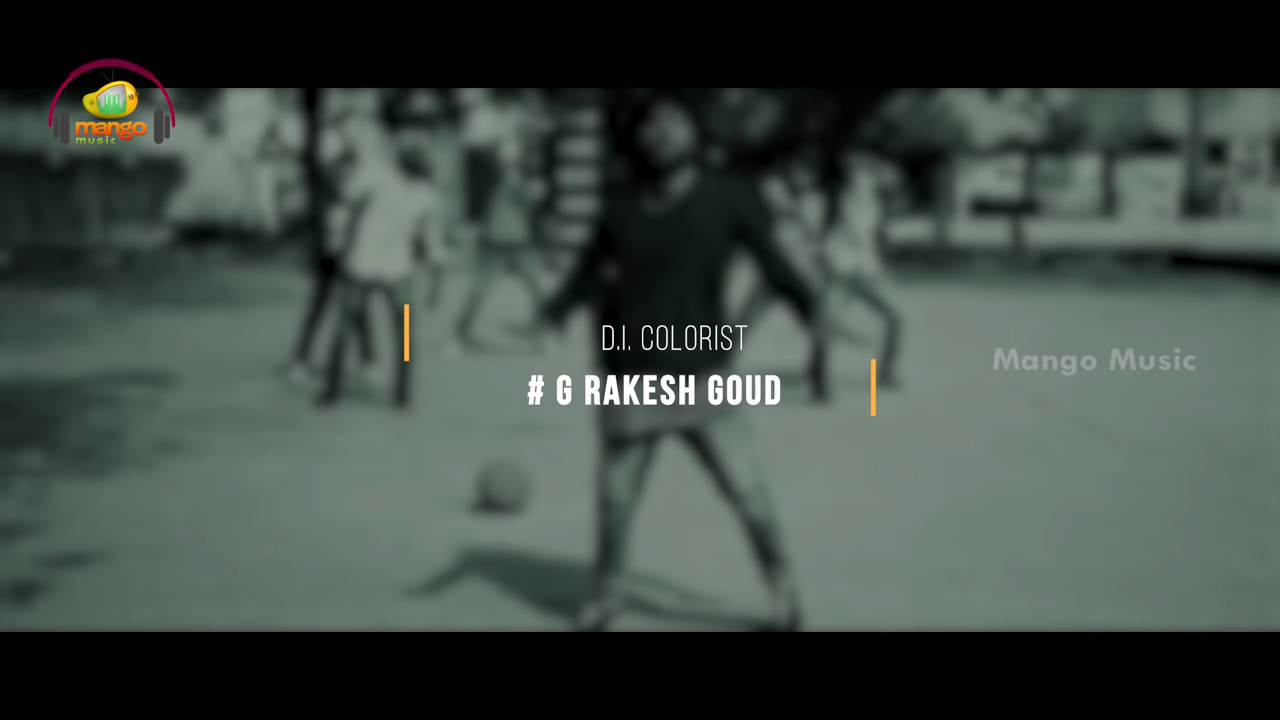 mango
music
D.I. COLORIST
Mango Music
# G RAKESH GOUD